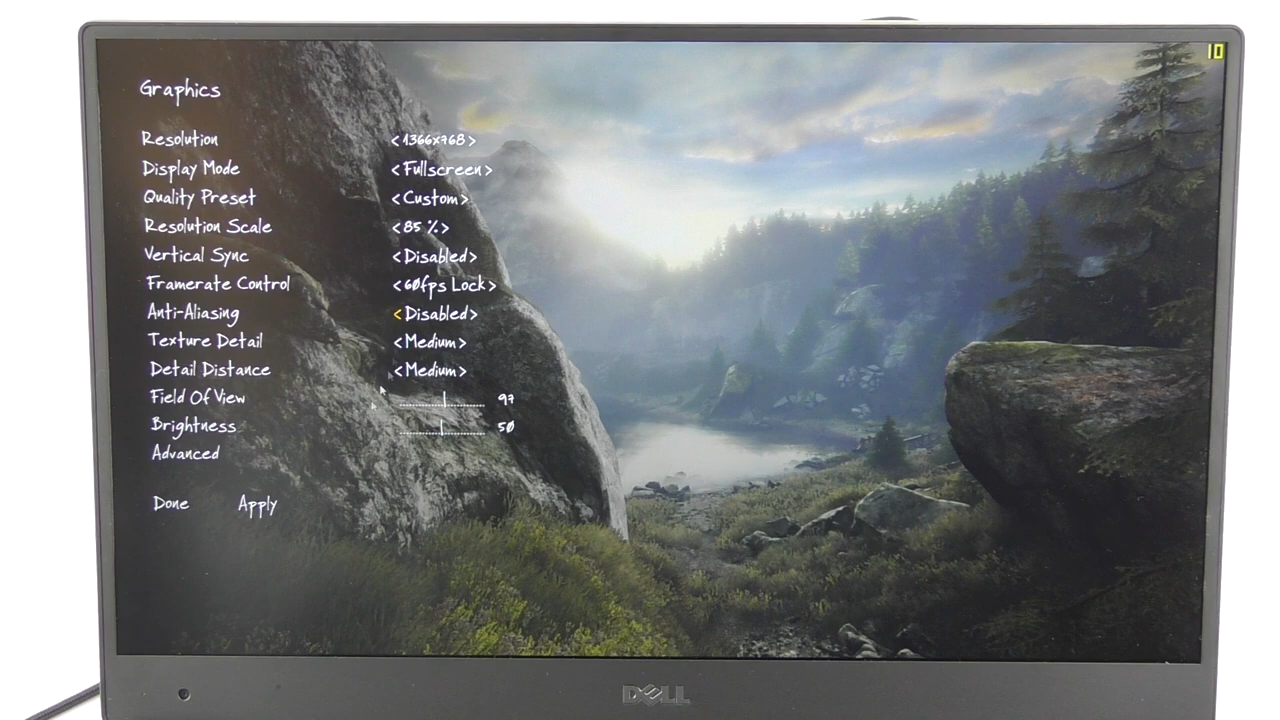 10
Graphics
Resolution <1366x768>
Display Mode <Fullscreen>
Quality Preset <Custom>
Resolution Scale <85 %>
Vertical Sync <Disabled>
Framerate Control <60fps Lock>
Anti-Aliasing <Disabled>
Texture Detail <Medium>
Detail Distance <Medium>
Field Of View 97
Brightness 50
Advanced
Done Apply
DELL